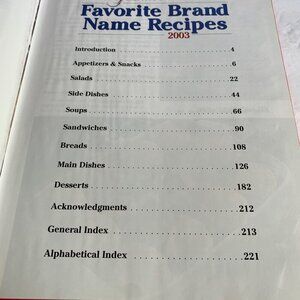 Favorite Brand
Name Recipes
2003
Introduction . . . . . . . . . . . . . . . . . . . . . . 4
Appetizers & Snacks . . . . . . . . . . . . . . . . 6
Salads . . . . . . . . . . . . . . . . . . . . . . . . . . 22
Side Dishes . . . . . . . . . . . . . . . . . . . . . . 44
Soups . . . . . . . . . . . . . . . . . . . . . . . . . . 66
Sandwiches . . . . . . . . . . . . . . . . . . . . . . 90
Breads . . . . . . . . . . . . . . . . . . . . . . . . . . 108
Main Dishes . . . . . . . . . . . . . . . . . . . . . . 126
Desserts . . . . . . . . . . . . . . . . . . . . . . . . 182
Acknowledgments . . . . . . . . . . . . . . . . . . 212
General Index . . . . . . . . . . . . . . . . . . . . 213
Alphabetical Index . . . . . . . . . . . . . . . . . 221